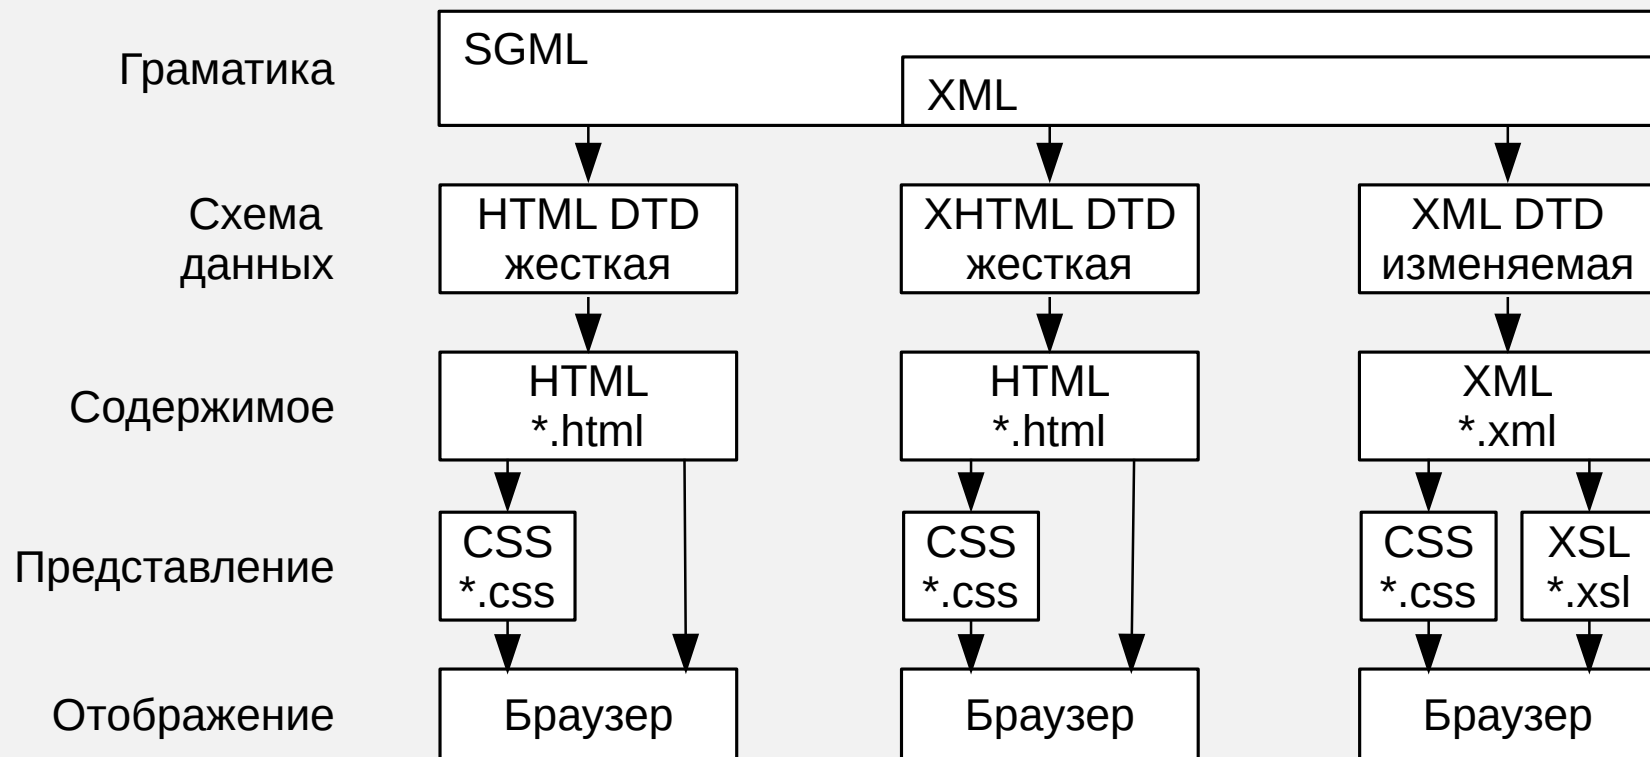 Граматика
SGML
XML
Схема
данных
HTML DTD
жесткая
XHTML DTD
жесткая
XML DTD
изменяемая
Содержимое
HTML
*.html
HTML
*.html
XML
*.xml
Представление
CSS
*.css
CSS
*.css
CSS
*.css
XSL
*.xsl
Отображение
Браузер
Браузер
Браузер